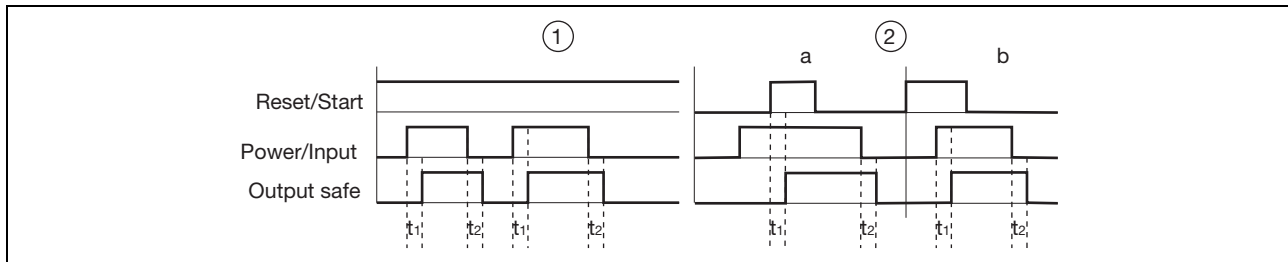 1 2
a b
Reset/Start
Power/Input
Output safe
t1 t2 t1 t2 t1 t2 t1 t2